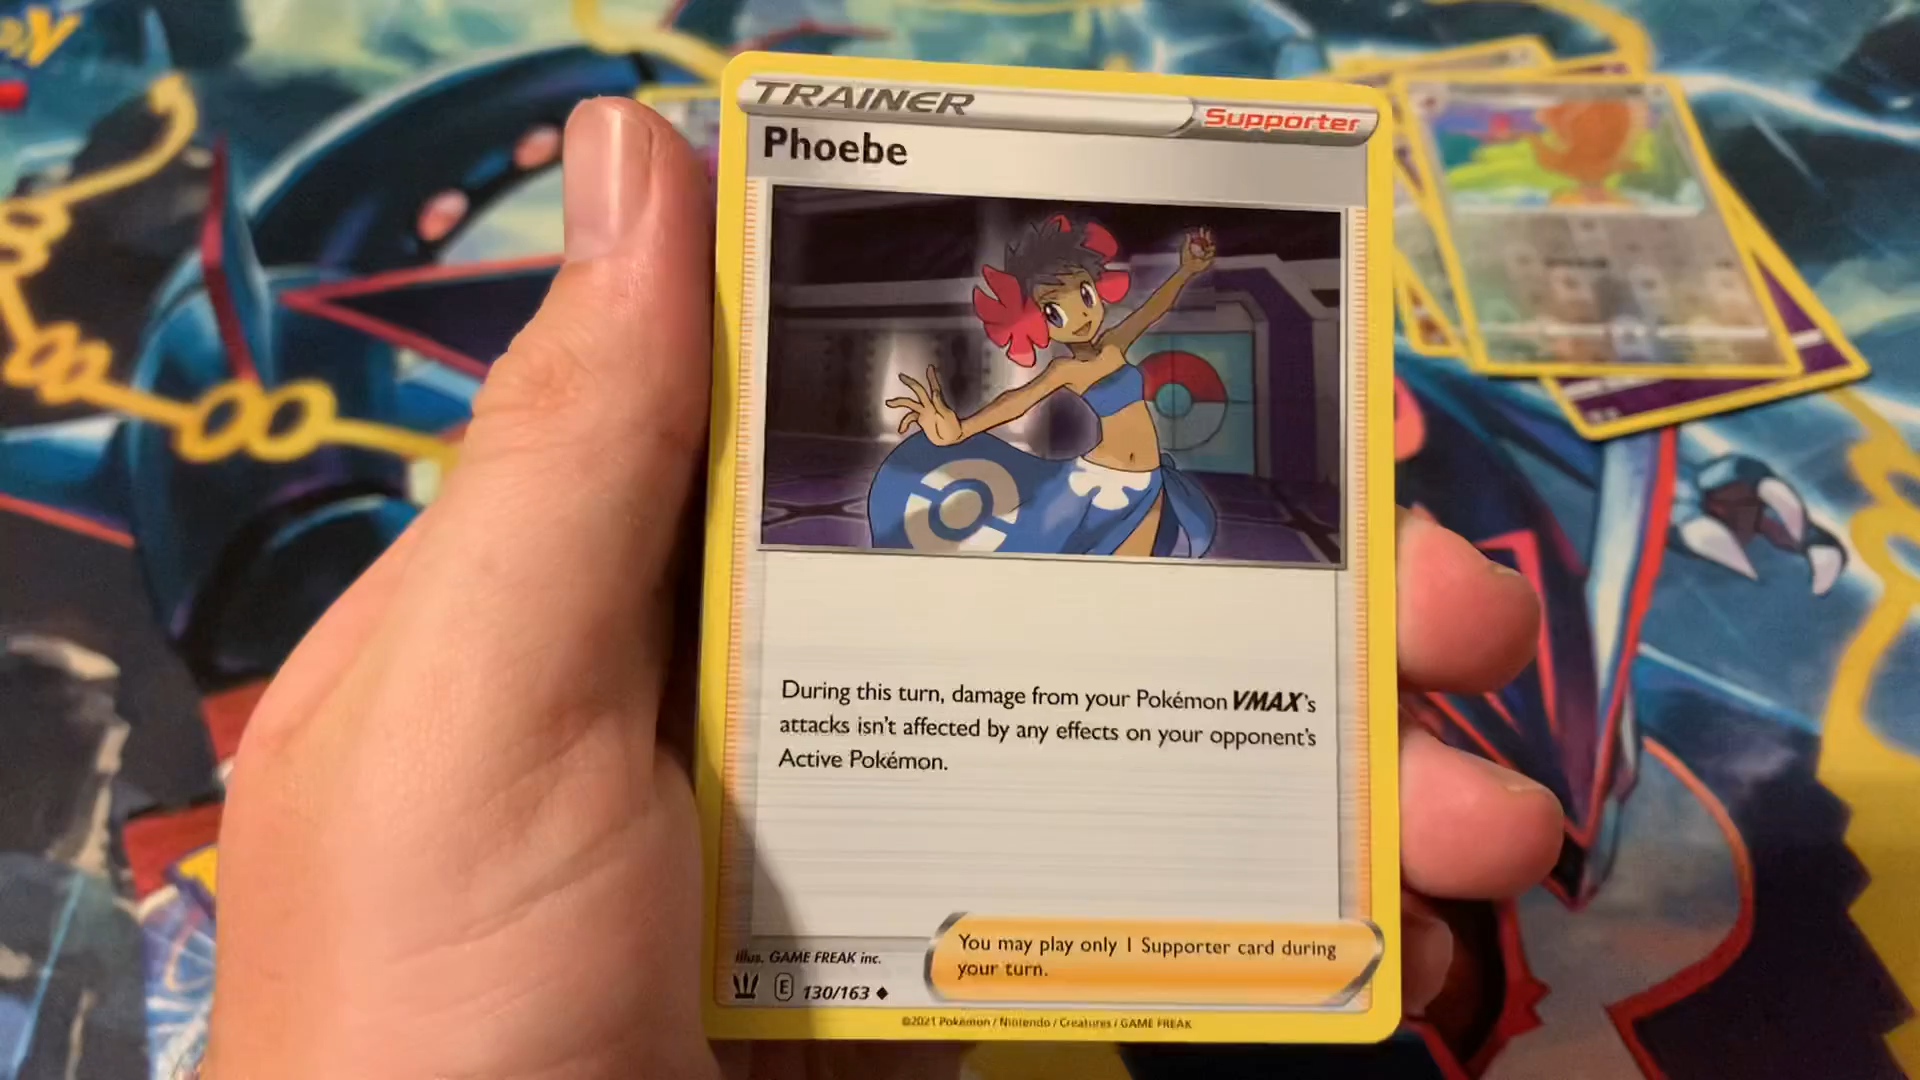 TRAINER
Supporter
Phoebe
During this turn, damage from your Pokémon VMAX's
attacks isn't affected by any effects on your opponent's
Active Pokémon.
You may play only 1 Supporter card during
your turn.
Illus. GAME FREAK inc.
E 130/163
©2021 Pokémon / Nintendo / Creatures / GAME FREAK